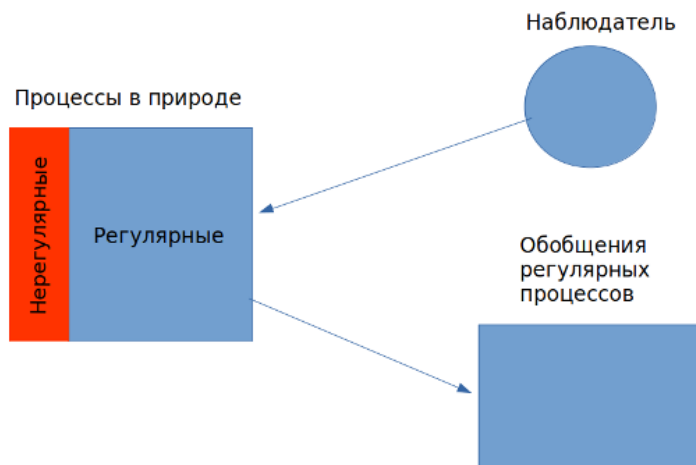 Наблюдатель
Процессы в природе
Нерегулярные
Регулярные
Обобщения
регулярных
процессов